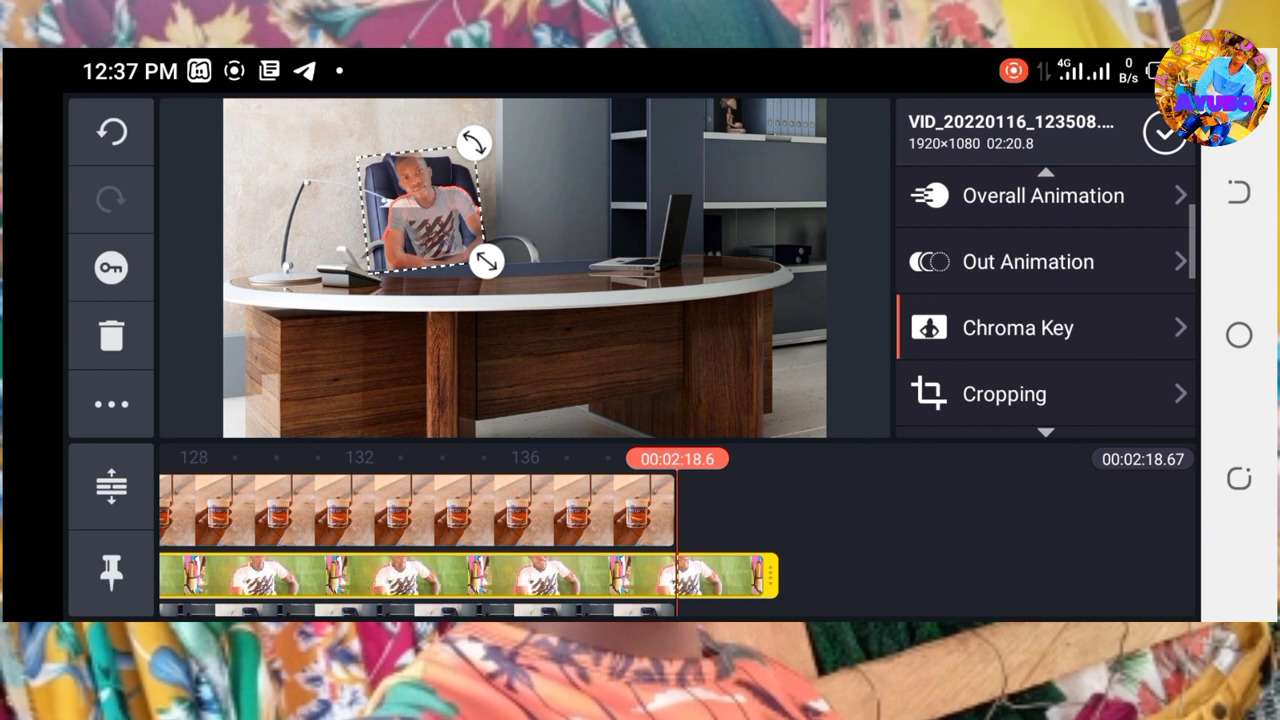 12:37 PM
4G
0
B/s
VID_20220116_123508....
1920×1080 02:20.8
Overall Animation
Out Animation
Chroma Key
Cropping
AYUBQ
128
132
136
00:02:18.6
00:02:18.67